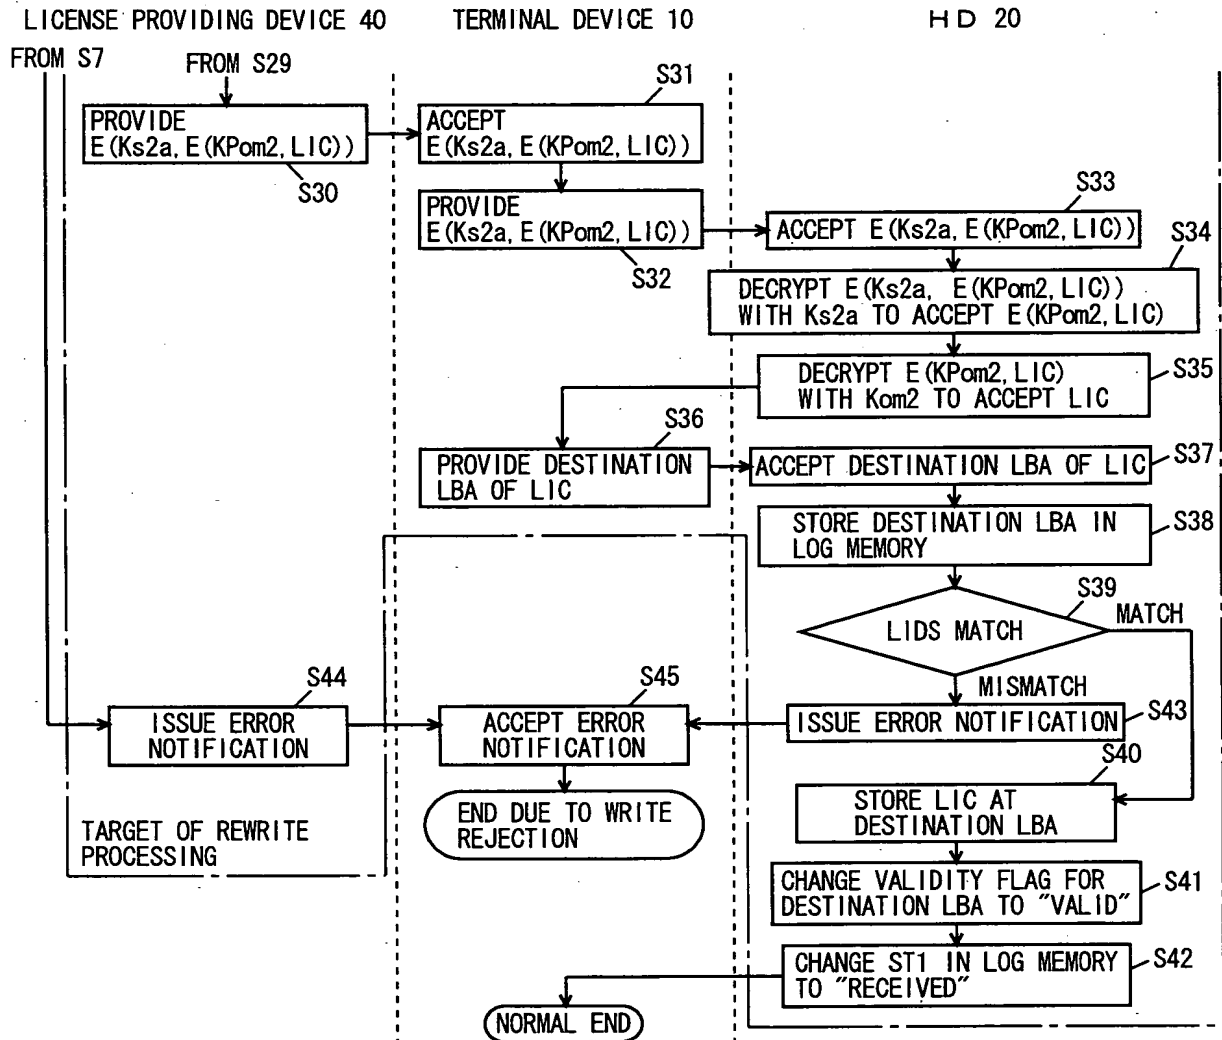 LICENSE PROVIDING DEVICE 40
TERMINAL DEVICE 10
HD 20
FROM S7
FROM S29
PROVIDE
E(Ks2a, E(KPom2, LIC))
S30
S31
ACCEPT
E(Ks2a, E(KPom2, LIC))
PROVIDE
E(Ks2a, E(KPom2, LIC))
S32
S33
ACCEPT E(Ks2a, E(KPom2, LIC))
S34
DECRYPT E(Ks2a, E(KPom2, LIC))
WITH Ks2a TO ACCEPT E(KPom2, LIC)
DECRYPT E(KPom2, LIC)
WITH Kom2 TO ACCEPT LIC
S35
S36
PROVIDE DESTINATION
LBA OF LIC
ACCEPT DESTINATION LBA OF LIC
S37
STORE DESTINATION LBA IN
LOG MEMORY
S38
S39
LIDS MATCH
MATCH
MISMATCH
S44
ISSUE ERROR
NOTIFICATION
S45
ACCEPT ERROR
NOTIFICATION
ISSUE ERROR NOTIFICATION
S43
S40
STORE LIC AT
DESTINATION LBA
END DUE TO WRITE
REJECTION
TARGET OF REWRITE
PROCESSING
CHANGE VALIDITY FLAG FOR
DESTINATION LBA TO "VALID"
S41
CHANGE ST1 IN LOG MEMORY
TO "RECEIVED"
S42
NORMAL END